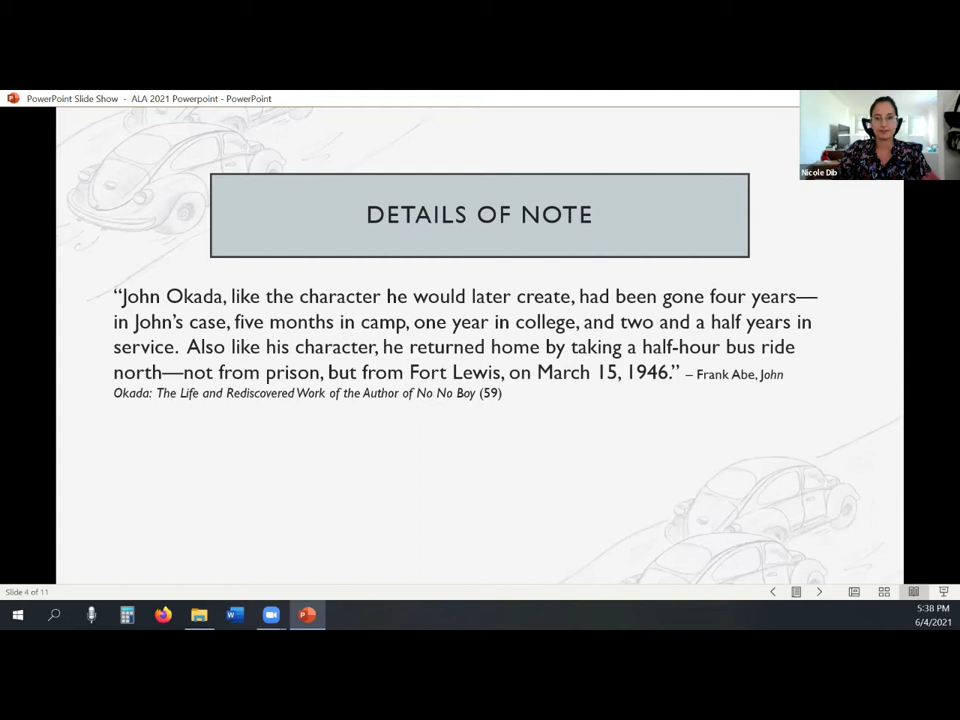 PowerPoint Slide Show - ALA 2021 Powerpoint - PowerPoint
Nicole Dib
DETAILS OF NOTE
“John Okada, like the character he would later create, had been gone four years—
in John’s case, five months in camp, one year in college, and two and a half years in
service. Also like his character, he returned home by taking a half-hour bus ride
north—not from prison, but from Fort Lewis, on March 15, 1946.” – Frank Abe, John
Okada: The Life and Rediscovered Work of the Author of No No Boy (59)
Slide 4 of 11
5:38 PM
6/4/2021